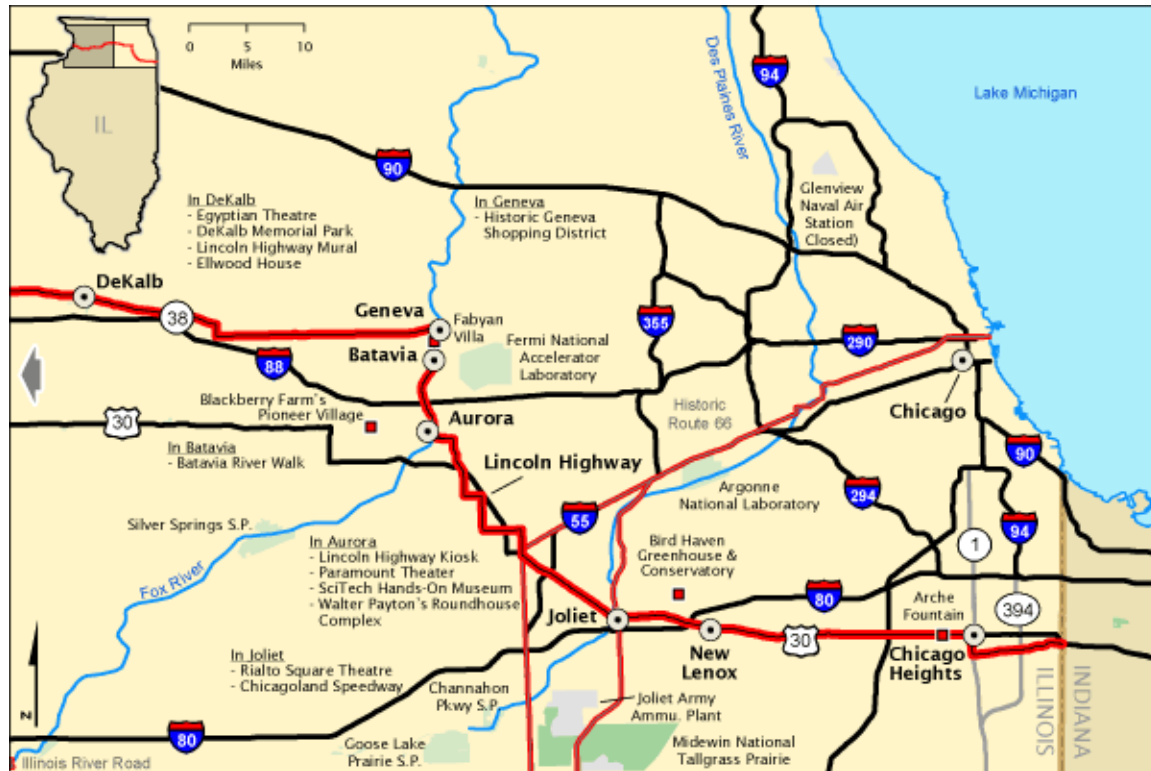 0 5 10
Miles
IL
94
Des Plaines River
Lake Michigan
90
In DeKalb
- Egyptian Theatre
- DeKalb Memorial Park
- Lincoln Highway Mural
- Ellwood House
In Geneva
- Historic Geneva
Shopping District
Glenview
Naval Air
Station
Closed)
DeKalb
38
Geneva
Fabyan
Villa
Batavia
355
290
Fermi National
Accelerator
Laboratory
88
Blackberry Farm's
Pioneer Village
30
Historic
Route 66
Chicago
Aurora
In Batavia
- Batavia River Walk
Lincoln Highway
90
Argonne
National Laboratory
294
Silver Springs S.P.
55
94
1
In Aurora
- Lincoln Highway Kiosk
- Paramount Theater
- SciTech Hands-On Museum
- Walter Payton's Roundhouse
Complex
Bird Haven
Greenhouse &
Conservatory
Fox River
80
Arche
Fountain
394
Joliet
New
Lenox
30
Chicago
Heights
In Joliet
- Rialto Square Theatre
- Chicagoland Speedway
Channahon
Pkwy S.P.
Joliet Army
Ammu. Plant
ILLINOIS
INDIANA
N
80
Goose Lake
Prairie S.P.
Midewin National
Tallgrass Prairie
Illinois River Road